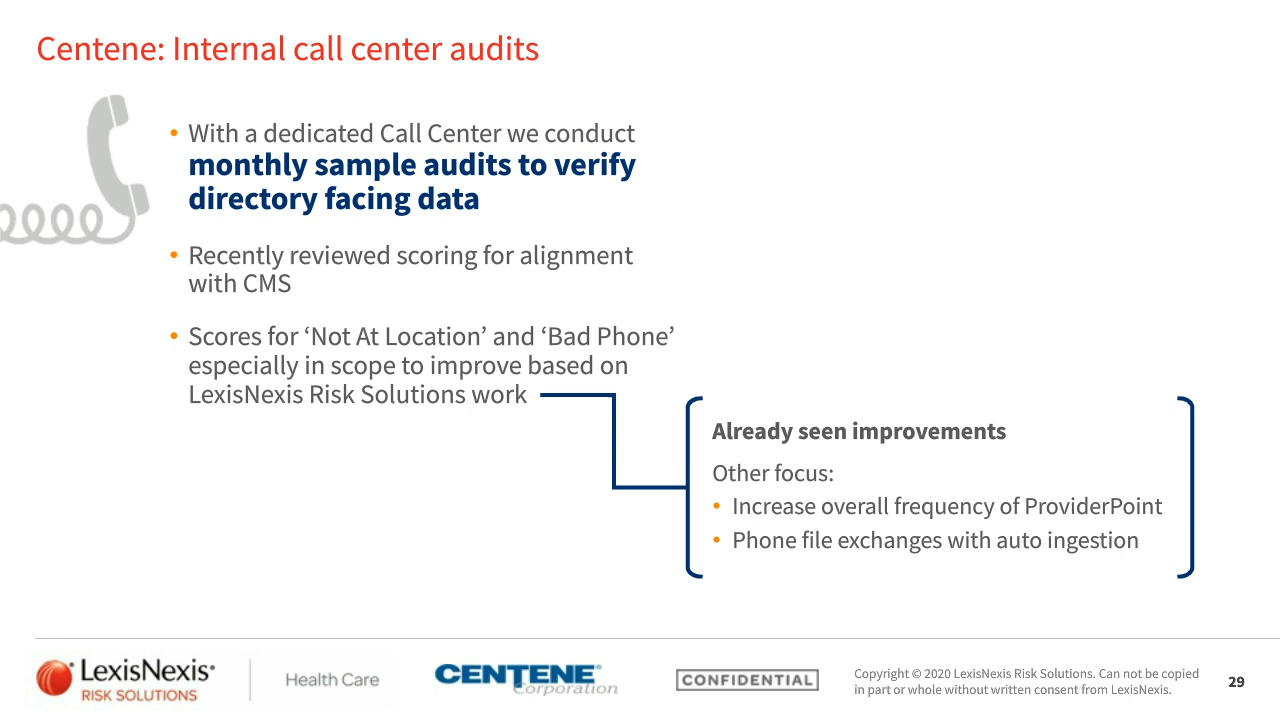 Centene: Internal call center audits
• With a dedicated Call Center we conduct
monthly sample audits to verify
directory facing data
• Recently reviewed scoring for alignment
with CMS
• Scores for ‘Not At Location’ and ‘Bad Phone’
especially in scope to improve based on
LexisNexis Risk Solutions work
Already seen improvements
Other focus:
• Increase overall frequency of ProviderPoint
• Phone file exchanges with auto ingestion
LexisNexis®
RISK SOLUTIONS
Health Care
CENTENE®
Corporation
CONFIDENTIAL
Copyright © 2020 LexisNexis Risk Solutions. Can not be copied
in part or whole without written consent from LexisNexis.
29